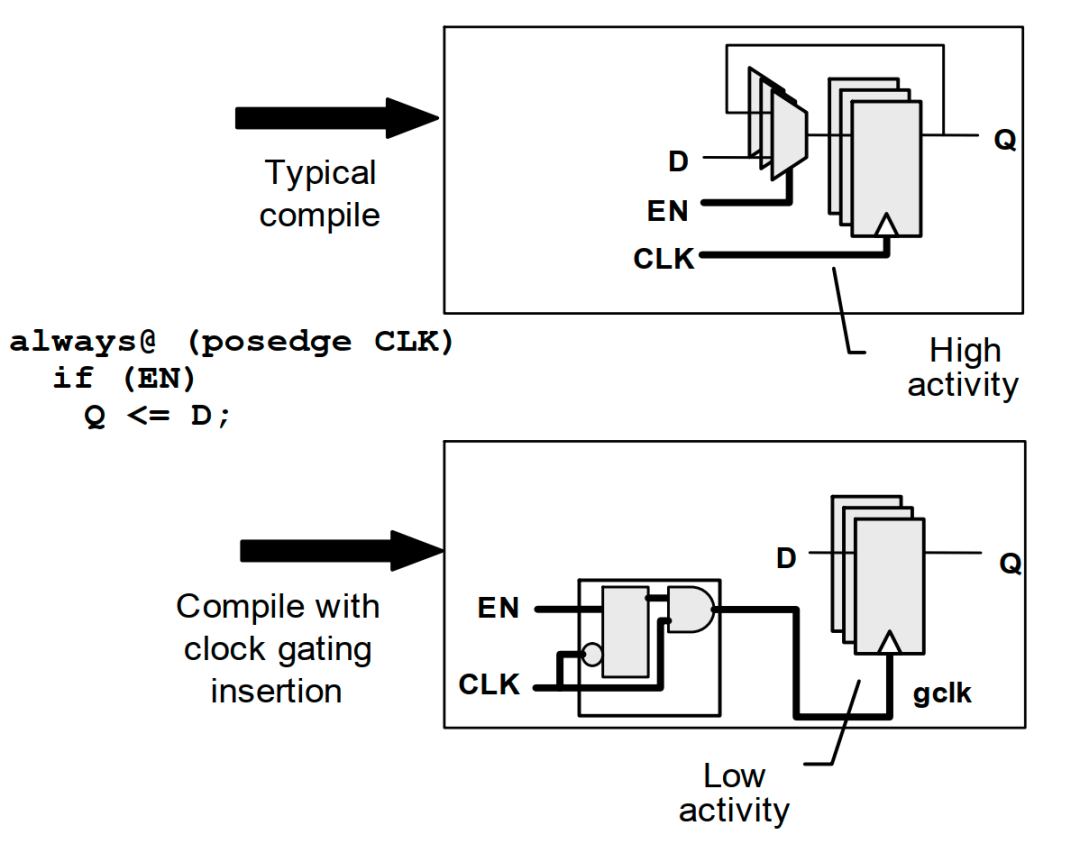 Typical
compile
D
EN
CLK
Q
High
activity
always@ (posedge CLK)
if (EN)
Q <= D;
Compile with
clock gating
insertion
EN
CLK
D
Q
gclk
Low
activity